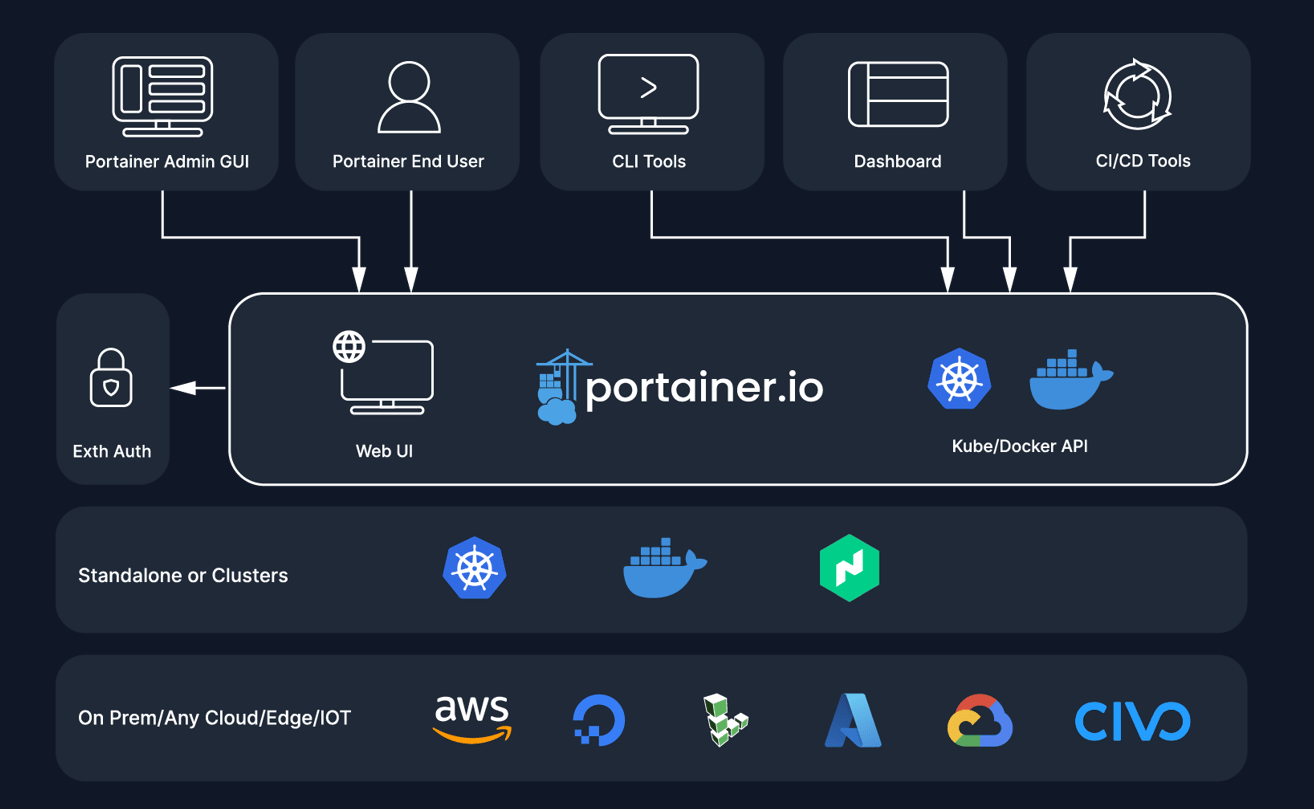 Portainer Admin GUI
Portainer End User
CLI Tools
Dashboard
CI/CD Tools
Exth Auth
Web UI
portainer.io
Kube/Docker API
Standalone or Clusters
On Prem/Any Cloud/Edge/IOT
aws
CIVO